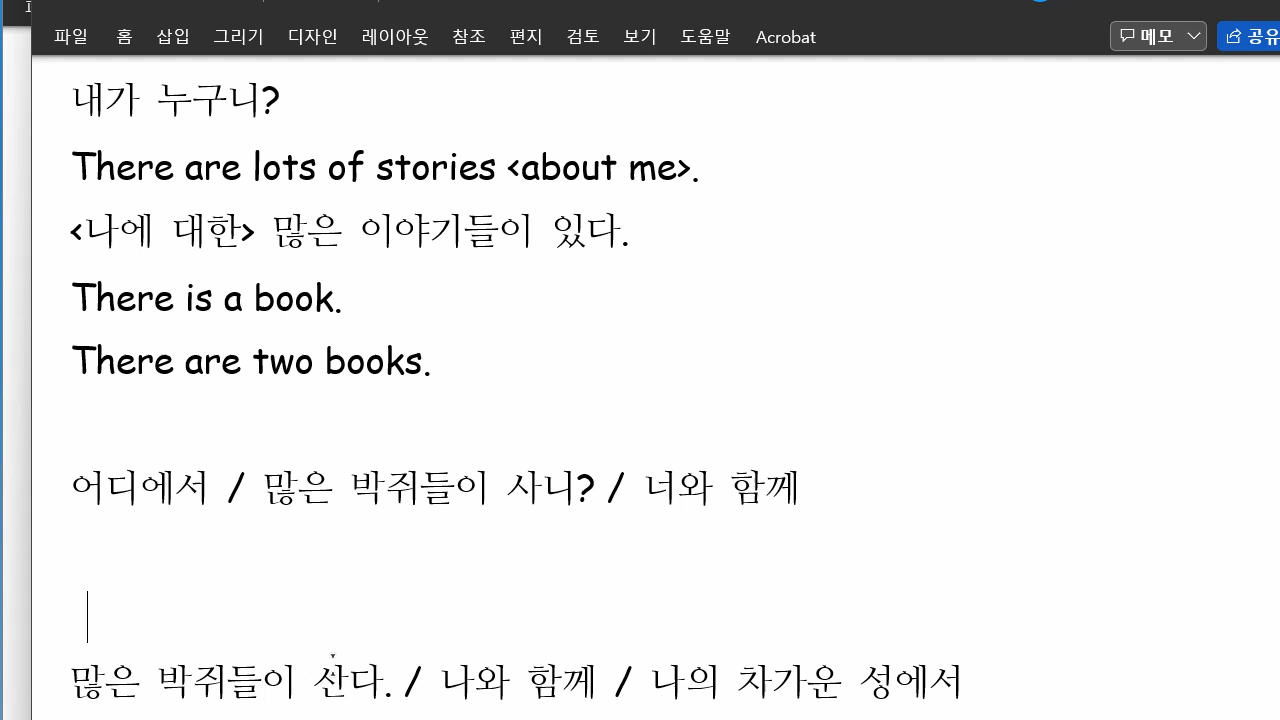 파일 홈 삽입 그리기 디자인 레이아웃 참조 편지 검토 보기 도움말 Acrobat 메모 공유
내가 누구니?
There are lots of stories <about me>.
<나에 대한> 많은 이야기들이 있다.
There is a book.
There are two books.
어디에서 / 많은 박쥐들이 사니? / 너와 함께
많은 박쥐들이 산다. / 나와 함께 / 나의 차가운 성에서